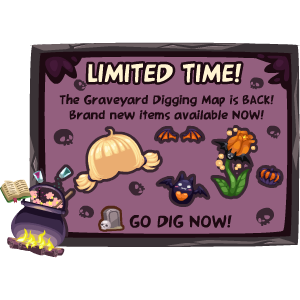 LIMITED TIME!
The Graveyard Digging Map is BACK!
Brand new items available NOW!
GO DIG NOW!